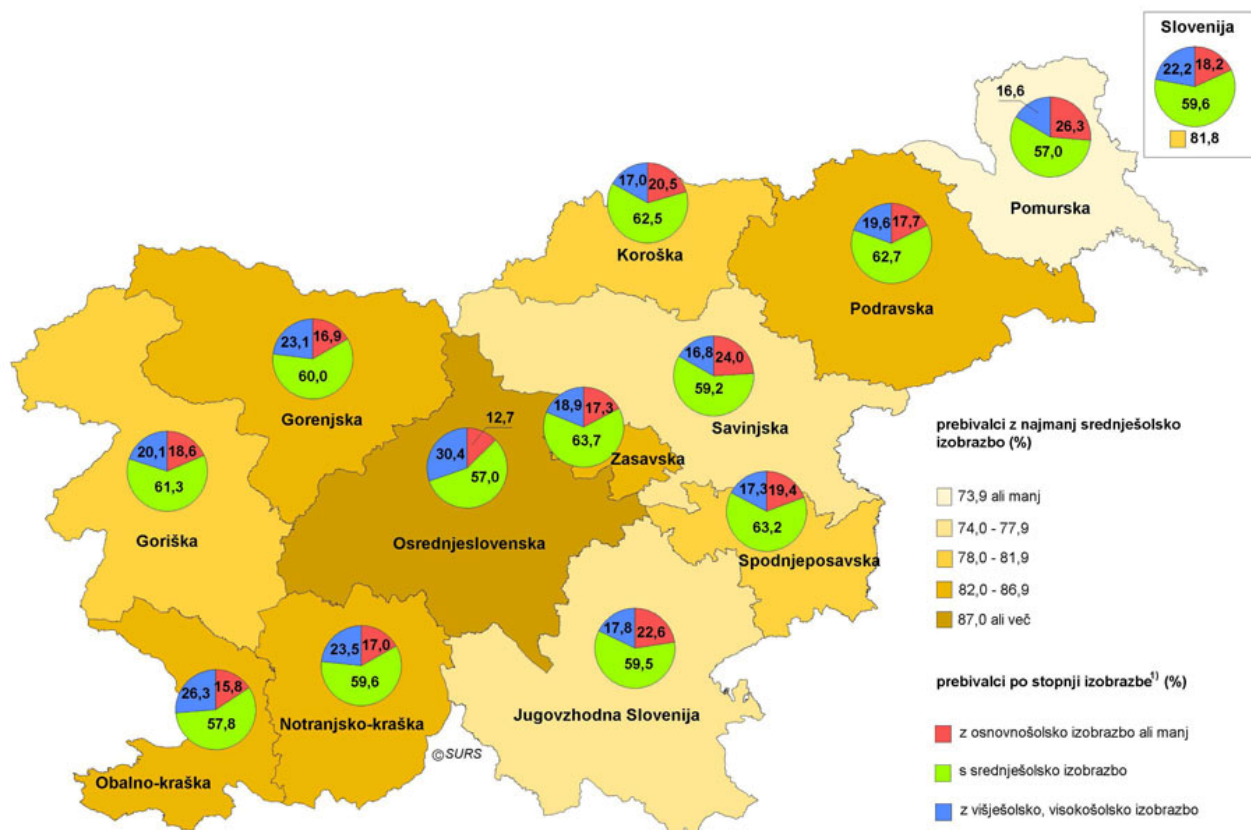 Slovenija
22,2 18,2
59,6
81,8
16,6
26,3
57,0
Pomurska
17,0 20,5
62,5
Koroška
19,6 17,7
62,7
Podravska
23,1 16,9
60,0
Gorenjska
16,8 24,0
59,2
Savinjska
18,9 17,3
63,7
Zasavska
12,7
30,4
57,0
Osrednjeslovenska
20,1 18,6
61,3
Goriška
17,3 19,4
63,2
Spodnjeposavska
17,8 22,6
59,5
Jugovzhodna Slovenija
23,5 17,0
59,6
Notranjsko-kraška
26,3 15,8
57,8
Obalno-kraška
©SURS
prebivalci z najmanj srednješolsko
izobrazbo (%)
73,9 ali manj
74,0 - 77,9
78,0 - 81,9
82,0 - 86,9
87,0 ali več
prebivalci po stopnji izobrazbe¹⁾ (%)
z osnovnošolsko izobrazbo ali manj
s srednješolsko izobrazbo
z višješolsko, visokošolsko izobrazbo